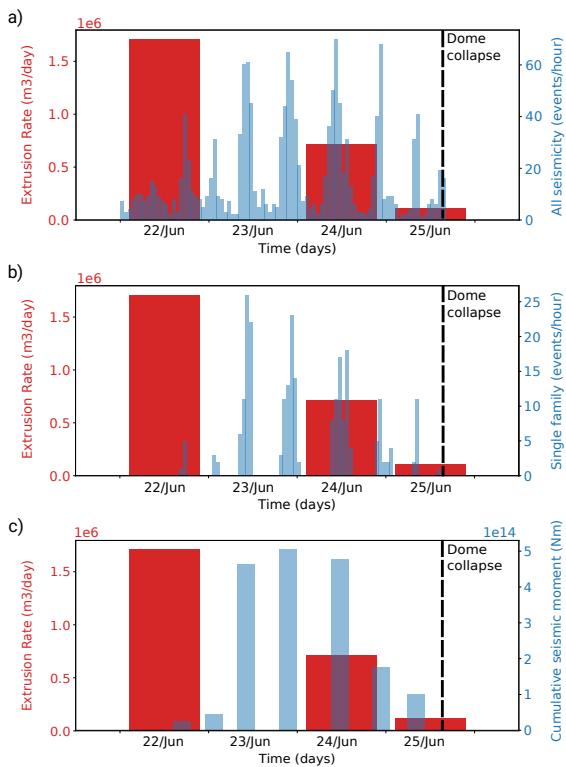 a)
1e6
Extrusion Rate (m3/day)
1.5
1.0
0.5
0.0
Dome
collapse
60
40
20
0
All seismicity (events/hour)
22/Jun
23/Jun
24/Jun
25/Jun
Time (days)
b)
1e6
Extrusion Rate (m3/day)
1.5
1.0
0.5
0.0
Dome
collapse
25
20
15
10
5
0
Single family (events/hour)
22/Jun
23/Jun
24/Jun
25/Jun
Time (days)
c)
1e6
1e14
Extrusion Rate (m3/day)
1.5
1.0
0.5
0.0
Dome
collapse
5
4
3
2
1
0
Cumulative seismic moment (Nm)
22/Jun
23/Jun
24/Jun
25/Jun
Time (days)